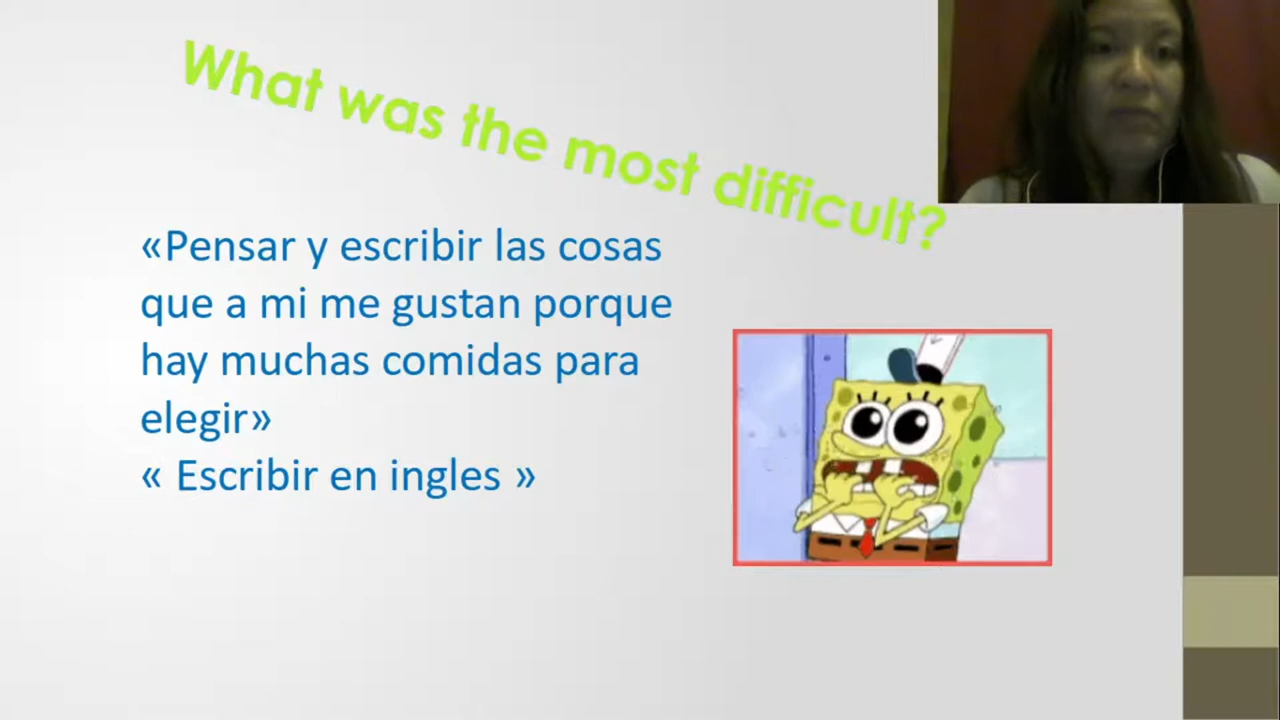 What was the most difficult?
«Pensar y escribir las cosas
que a mi me gustan porque
hay muchas comidas para
elegir»
« Escribir en ingles »